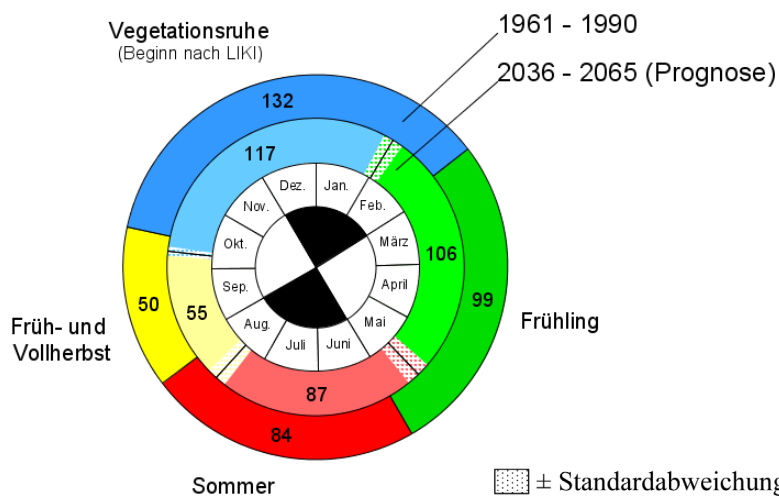 Vegetationsruhe
(Beginn nach LIKI)
1961 - 1990
2036 - 2065 (Prognose)
132
117
Dez.
Jan.
Nov.
Feb.
Okt.
März
106
Sep.
April
99
50
55
Aug.
Mai
Juli
Juni
Früh- und
Vollherbst
Frühling
87
84
Sommer
± Standardabweichung